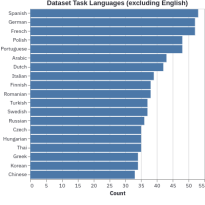 Dataset Task Languages (excluding English)
Spanish
German
French
Polish
Portuguese
Arabic
Dutch
Italian
Finnish
Romanian
Turkish
Swedish
Russian
Czech
Hungarian
Thai
Greek
Korean
Chinese
0 5 10 15 20 25 30 35 40 45 50 55
Count